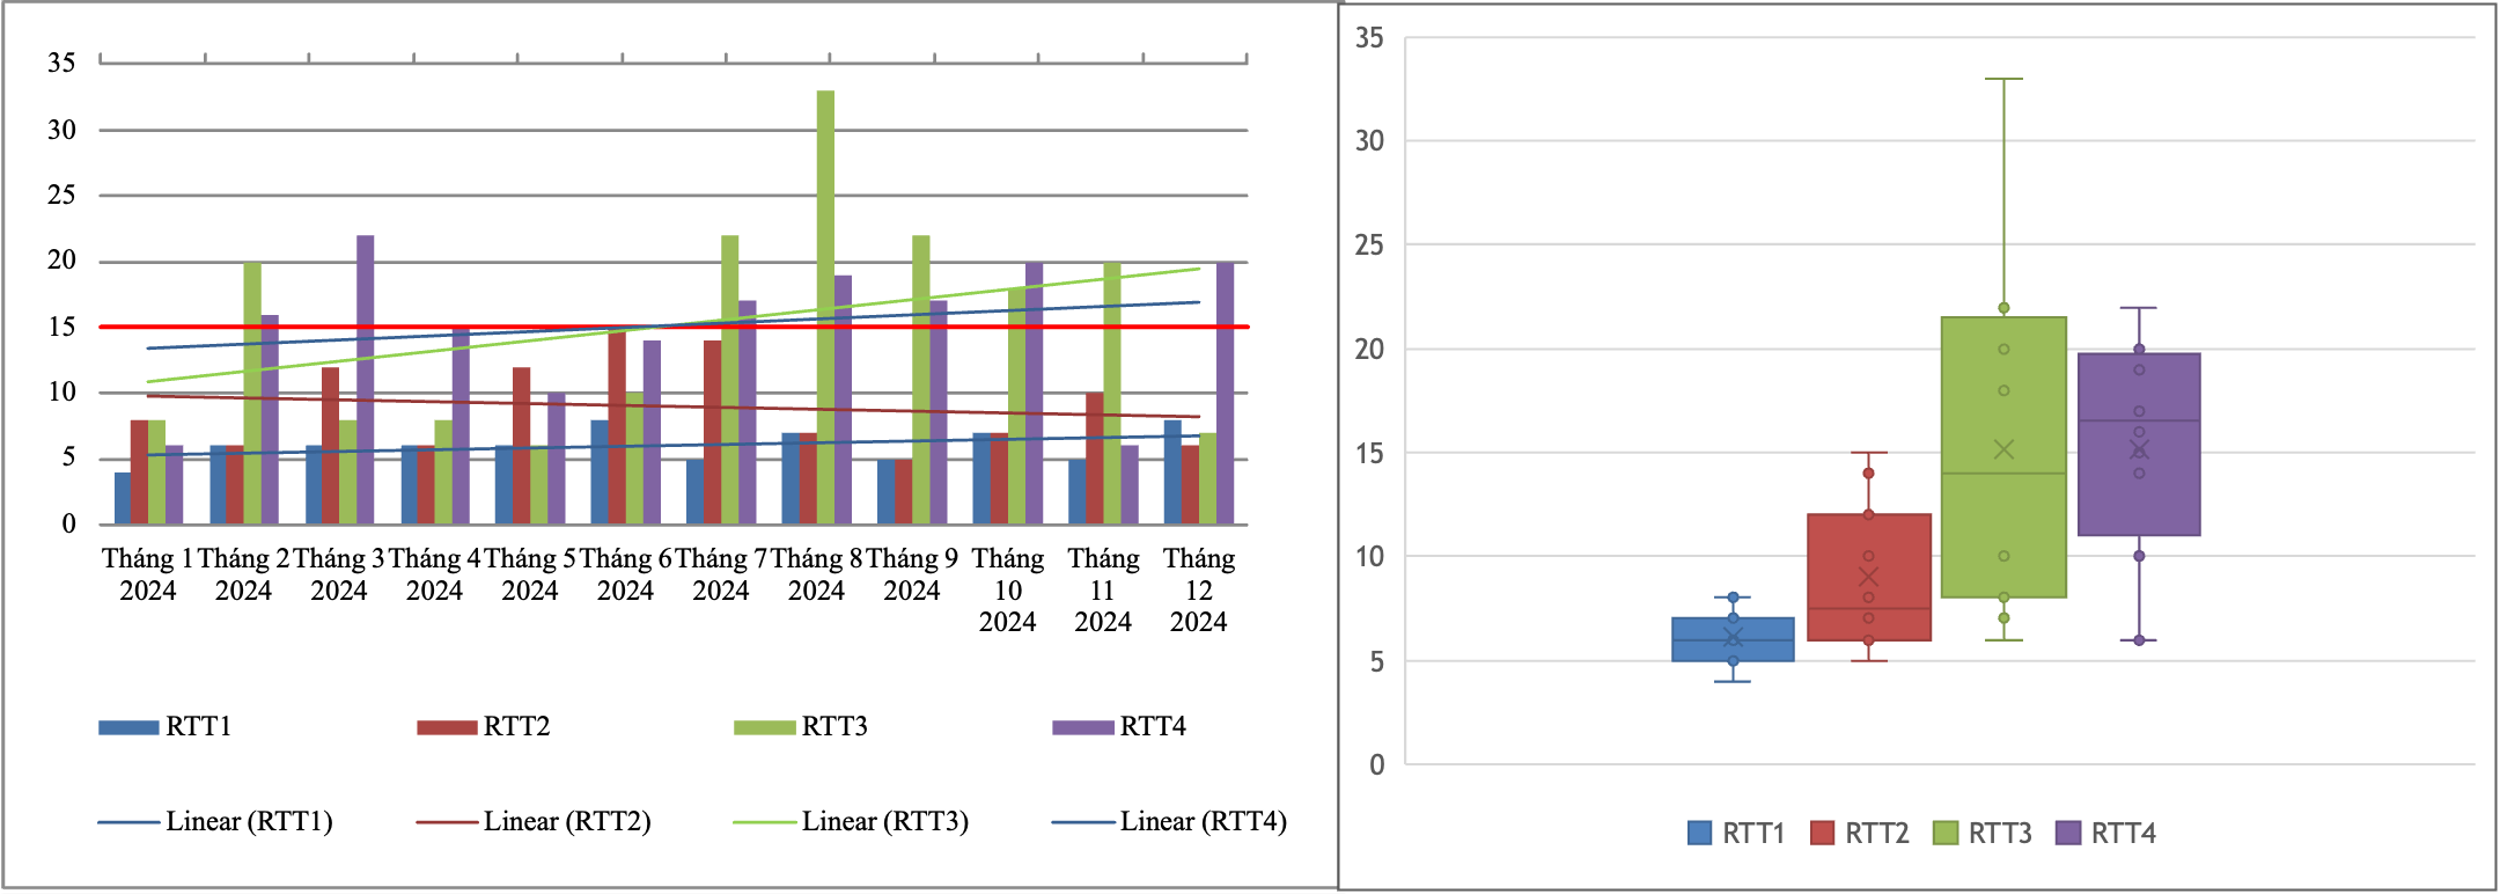 35
30
25
20
15
10
5
0
Tháng 1 Tháng 2 Tháng 3 Tháng 4 Tháng 5 Tháng 6 Tháng 7 Tháng 8 Tháng 9 Tháng Tháng Tháng
2024 2024 2024 2024 2024 2024 2024 2024 2024 10 11 12
2024 2024 2024
RTT1 RTT2 RTT3 RTT4
Linear (RTT1) Linear (RTT2) Linear (RTT3) Linear (RTT4)
35
30
25
20
15
10
5
0
RTT1 RTT2 RTT3 RTT4